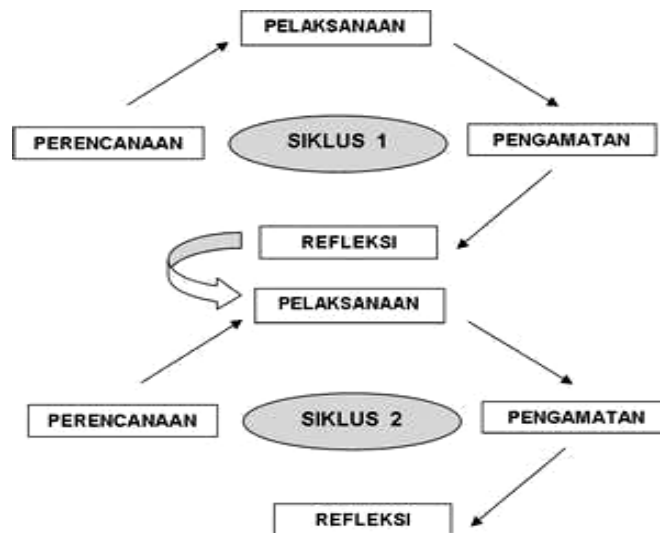 PELAKSANAAN
PERENCANAAN
SIKLUS 1
PENGAMATAN
REFLEKSI
PELAKSANAAN
PERENCANAAN
SIKLUS 2
PENGAMATAN
REFLEKSI